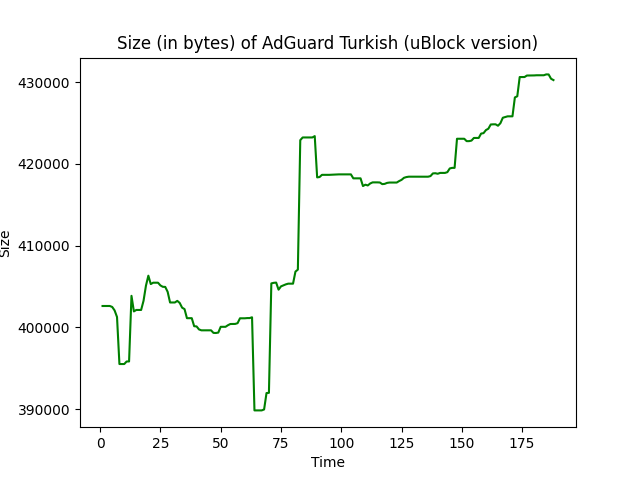 Size (in bytes) of AdGuard Turkish (uBlock version)
430000
420000
410000
400000
390000
Size
0 25 50 75 100 125 150 175
Time